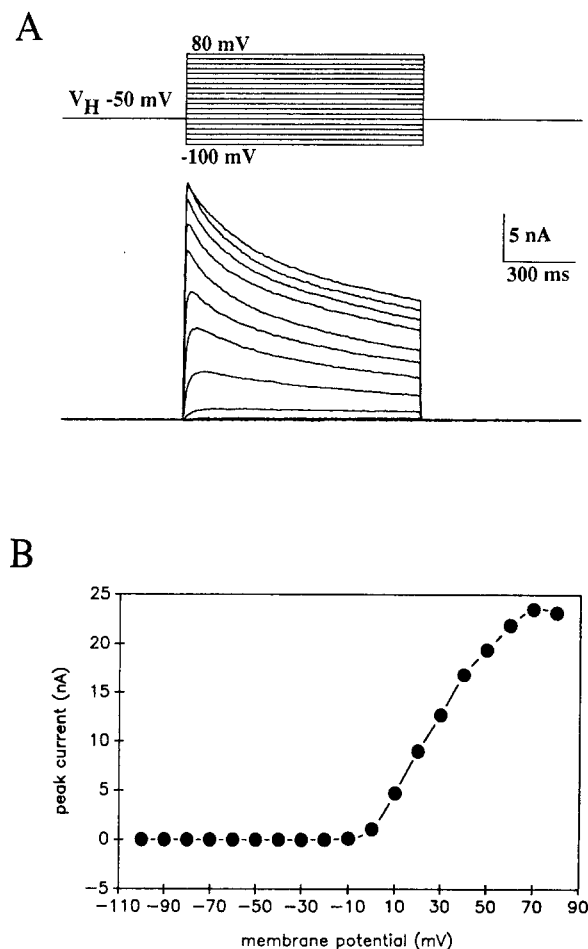 A
80 mV
V_H -50 mV
-100 mV
5 nA
300 ms
B
25
20
15
10
5
0
−5
peak current (nA)
−110 −90 −70 −50 −30 −10 10 30 50 70 90
membrane potential (mV)